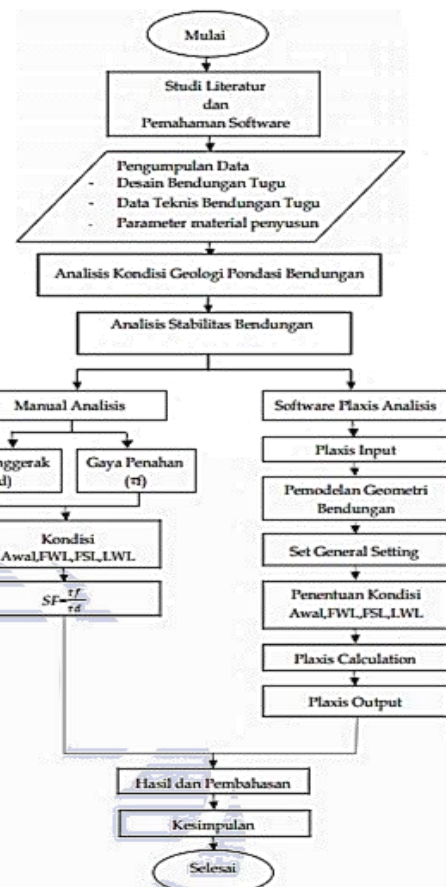 Mulai
Studi Literatur
dan
Pemahaman Software
Pengumpulan Data
- Desain Bendungan Tugu
- Data Teknis Bendungan Tugu
- Parameter material penyusun
Analisis Kondisi Geologi Pondasi Bendungan
Analisis Stabilitas Bendungan
Manual Analisis
nggerak
d)
Gaya Penahan
Kondisi
Awal,FWL,FSL,LWL
SF=τf/τd
Software Plaxis Analisis
Plaxis Input
Pemodelan Geometri
Bendungan
Set General Setting
Penentuan Kondisi
Awal,FWL,FSL,LWL
Plaxis Calculation
Plaxis Output
Hasil dan Pembahasan
Kesimpulan
Selesai